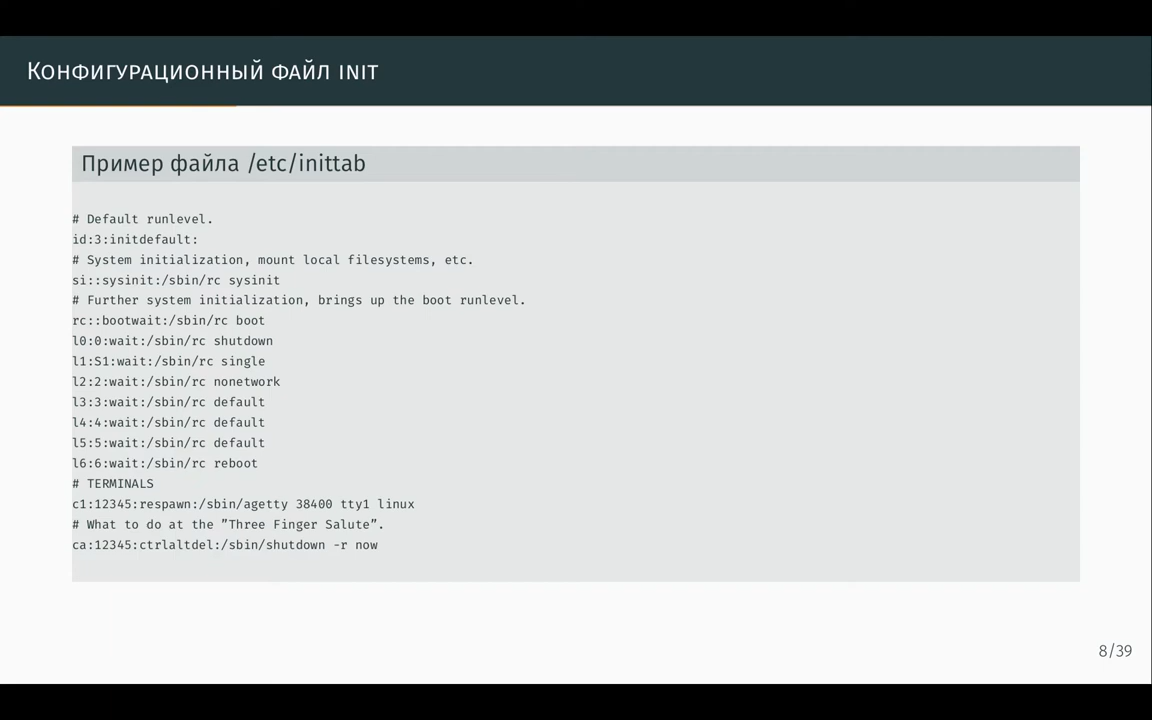 Конфигурационный файл init
Пример файла /etc/inittab
# Default runlevel.
id:3:initdefault:
# System initialization, mount local filesystems, etc.
si::sysinit:/sbin/rc sysinit
# Further system initialization, brings up the boot runlevel.
rc::bootwait:/sbin/rc boot
l0:0:wait:/sbin/rc shutdown
l1:S1:wait:/sbin/rc single
l2:2:wait:/sbin/rc nonetwork
l3:3:wait:/sbin/rc default
l4:4:wait:/sbin/rc default
l5:5:wait:/sbin/rc default
l6:6:wait:/sbin/rc reboot
# TERMINALS
c1:12345:respawn:/sbin/agetty 38400 tty1 linux
# What to do at the ”Three Finger Salute”.
ca:12345:ctrlaltdel:/sbin/shutdown -r now
8/39